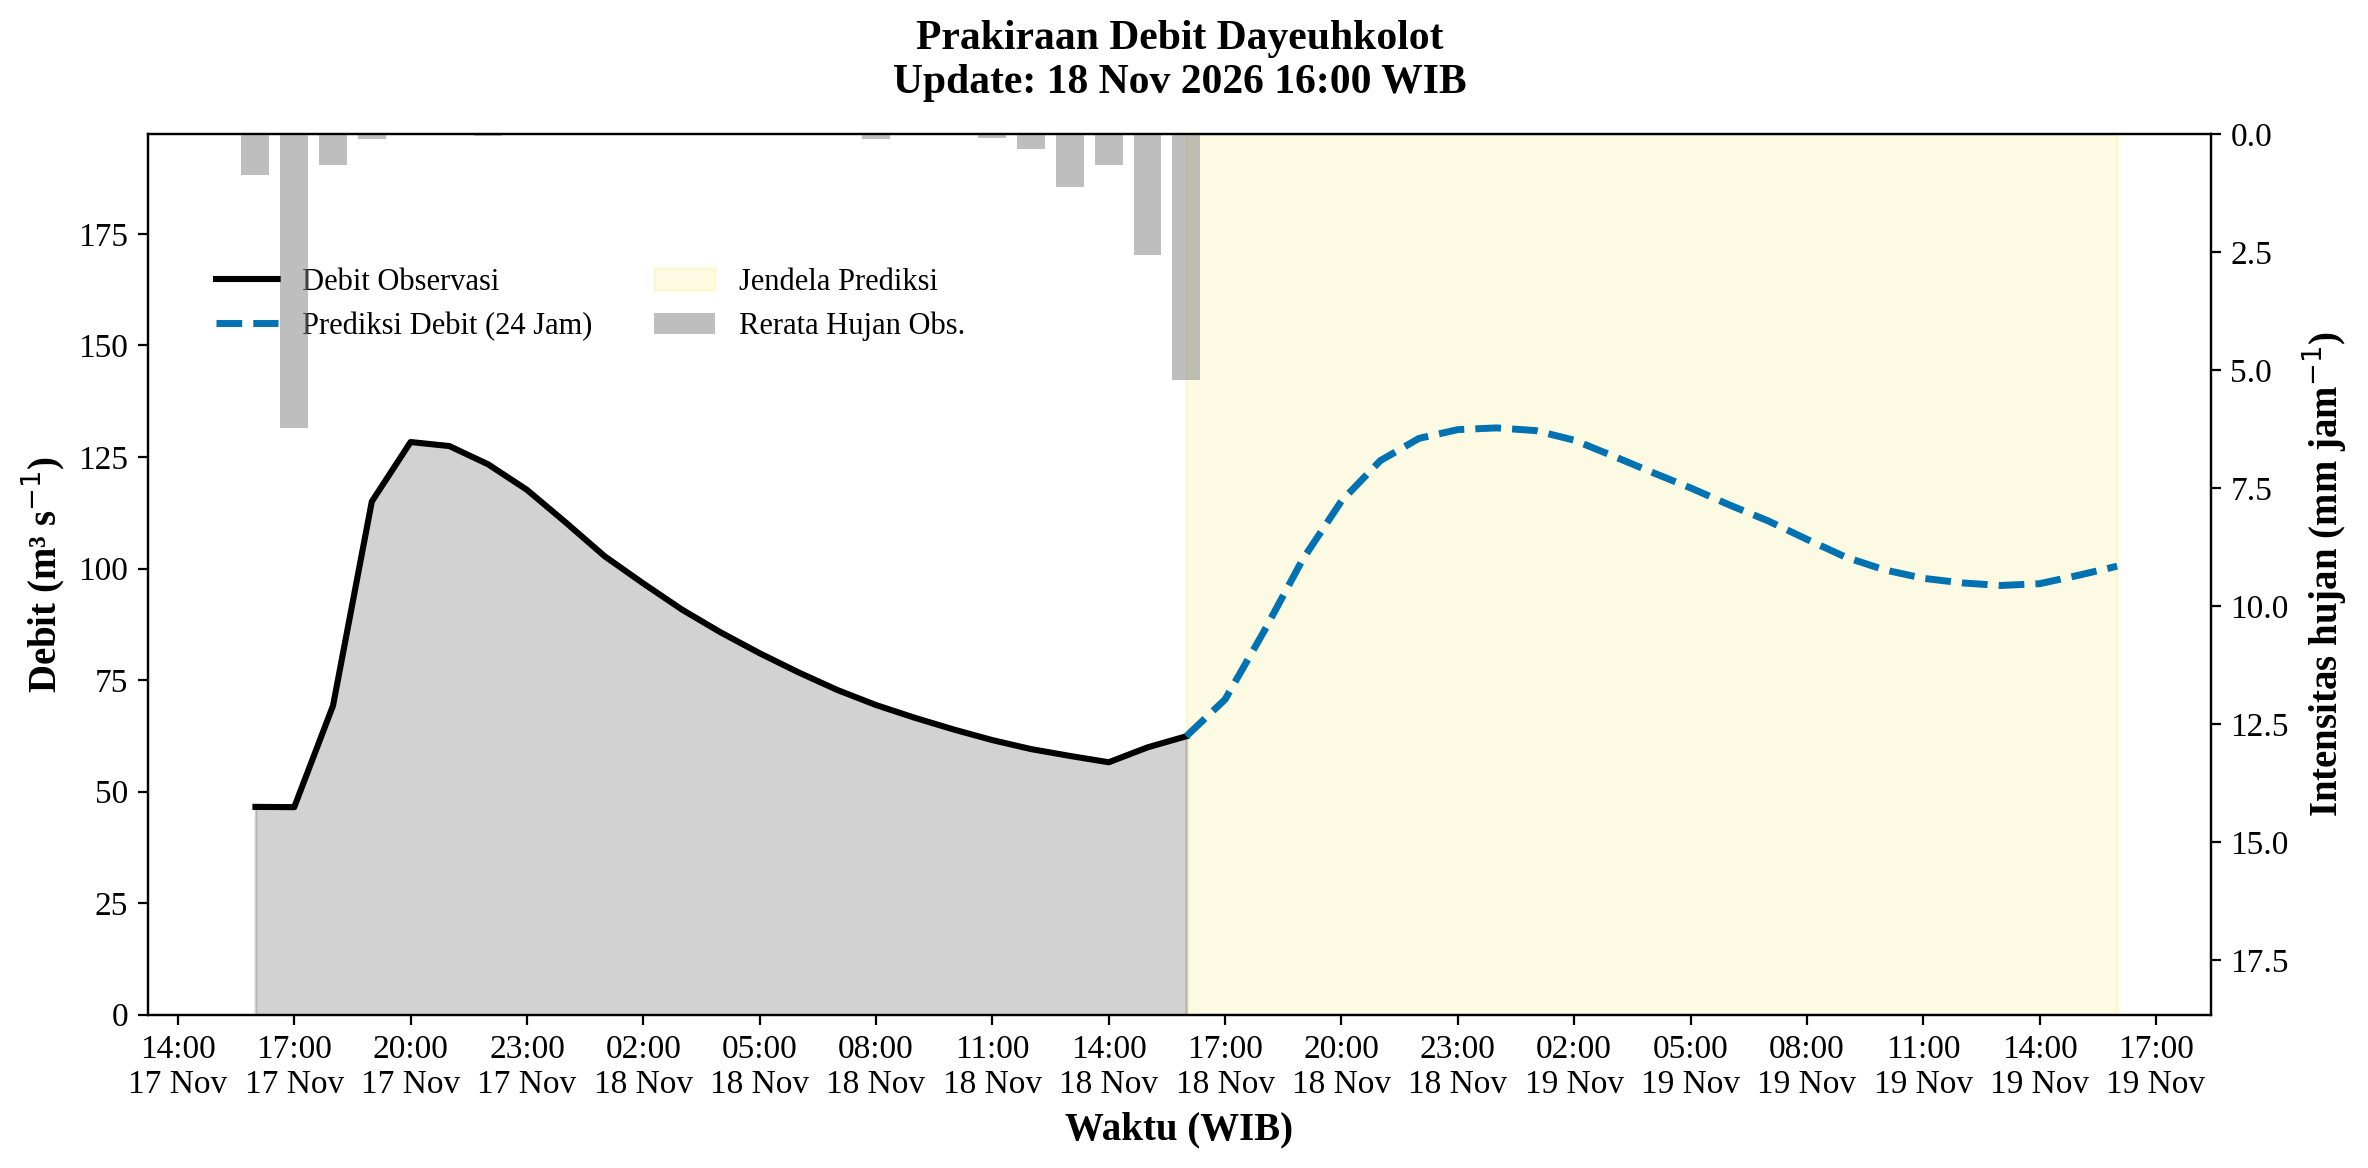 Prakiraan Debit Dayeuhkolot
Update: 18 Nov 2026 16:00 WIB
Debit (m³ s⁻¹)
175
150
125
100
75
50
25
0
Debit Observasi
Prediksi Debit (24 Jam)
Jendela Prediksi
Rerata Hujan Obs.
0.0
2.5
5.0
7.5
10.0
12.5
15.0
17.5
Intensitas hujan (mm jam⁻¹)
14:00 17:00 20:00 23:00 02:00 05:00 08:00 11:00 14:00 17:00 20:00 23:00 02:00 05:00 08:00 11:00 14:00 17:00
17 Nov 17 Nov 17 Nov 17 Nov 18 Nov 18 Nov 18 Nov 18 Nov 18 Nov 18 Nov 18 Nov 18 Nov 19 Nov 19 Nov 19 Nov 19 Nov 19 Nov 19 Nov
Waktu (WIB)